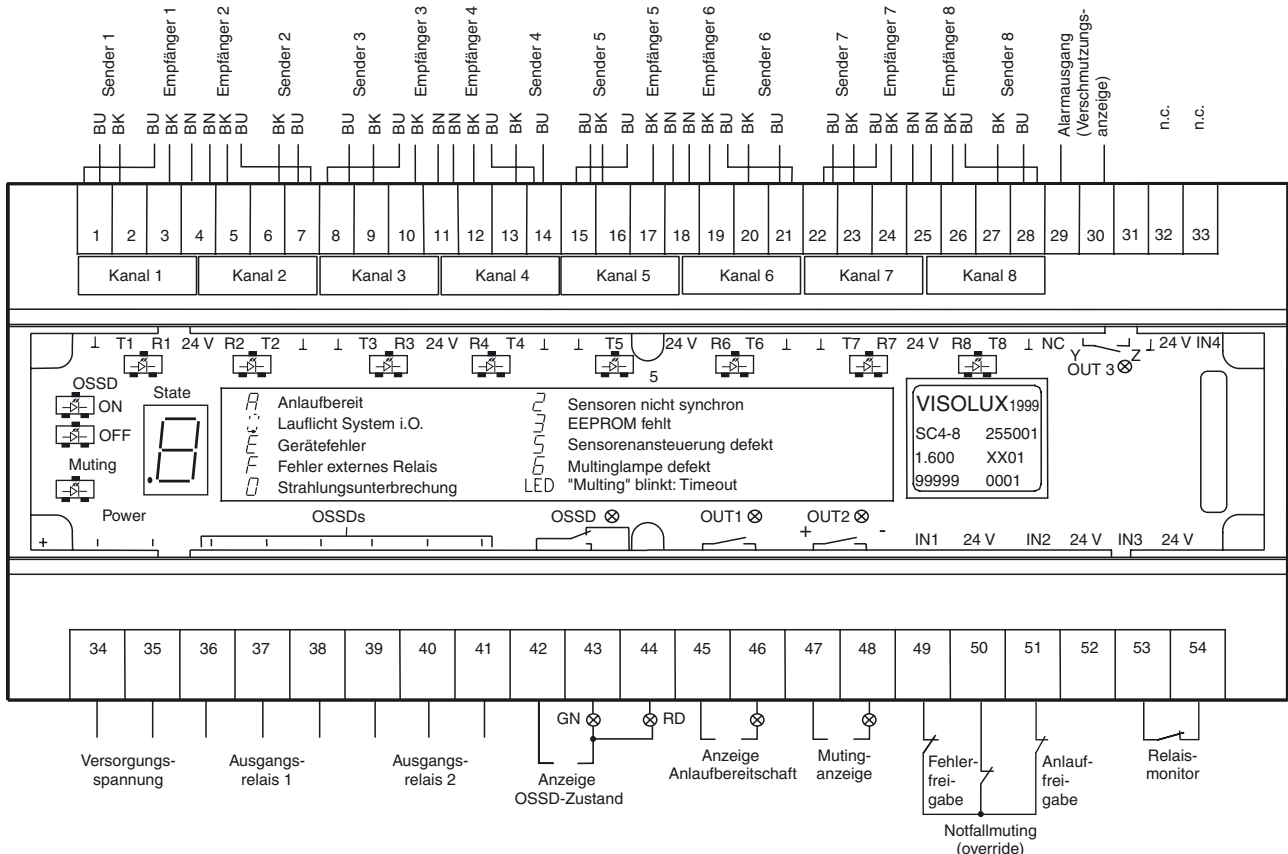 Sender 1
Empfänger 1
Empfänger 2
Sender 2
Sender 3
Empfänger 3
Empfänger 4
Sender 4
Sender 5
Empfänger 5
Empfänger 6
Sender 6
Sender 7
Empfänger 7
Empfänger 8
Sender 8
Alarmausgang
(Verschmutzungs-
anzeige)
n.c.
n.c.
BU BK BU BK BN BN BK BU BK BU BU BK BU BK BN BN BK BU BK BU BU BK BU BK BN BN BK BU BK BU BU BK BU BK BN BN BK BU BK BU
1 2 3 4 5 6 7 8 9 10 11 12 13 14 15 16 17 18 19 20 21 22 23 24 25 26 27 28 29 30 31 32 33
Kanal 1 Kanal 2 Kanal 3 Kanal 4 Kanal 5 Kanal 6 Kanal 7 Kanal 8
⊥ T1 R1 24 V R2 T2 ⊥ ⊥ T3 R3 24 V R4 T4 ⊥ ⊥ T5 24 V R6 T6 ⊥ ⊥ T7 R7 24 V R8 T8 ⊥ NC Y Z ⊥ 24 V IN4
OUT 3
5
OSSD
ON
OFF
Muting
State
8
A Anlaufbereit
Lauflicht System i.O.
E Gerätefehler
F Fehler externes Relais
0 Strahlungsunterbrechung
2 Sensoren nicht synchron
3 EEPROM fehlt
5 Sensorenansteuerung defekt
6 Multinglampe defekt
LED "Multing" blinkt: Timeout
VISOLUX 1999
SC4-8 255001
1.600 XX01
99999 0001
+ Power OSSDs OSSD OUT1 + OUT2 - IN1 24 V IN2 24 V IN3 24 V
34 35 36 37 38 39 40 41 42 43 44 45 46 47 48 49 50 51 52 53 54
GN RD
Versorgungs-
spannung
Ausgangs-
relais 1
Ausgangs-
relais 2
Anzeige
OSSD-Zustand
Anzeige
Anlaufbereitschaft
Muting-
anzeige
Fehler-
frei-
gabe
Anlauf-
frei-
gabe
Relais-
monitor
Notfallmuting
(override)